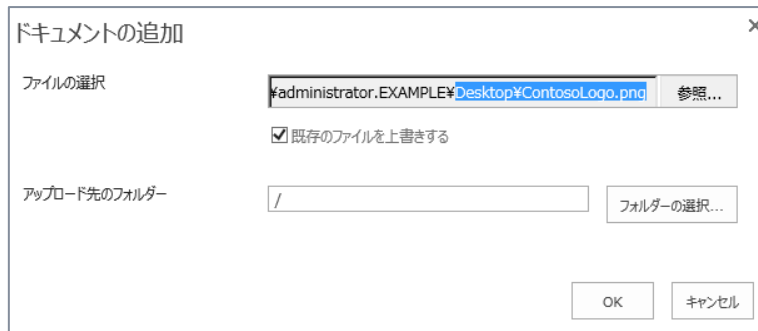 ドキュメントの追加
ファイルの選択
¥administrator.EXAMPLE¥Desktop¥ContosoLogo.png 参照...
既存のファイルを上書きする
アップロード先のフォルダー / フォルダーの選択...
OK キャンセル